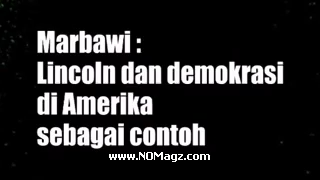 Marbawi :
Lincoln dan demokrasi
di Amerika
sebagai contoh
www.NOMagz.com